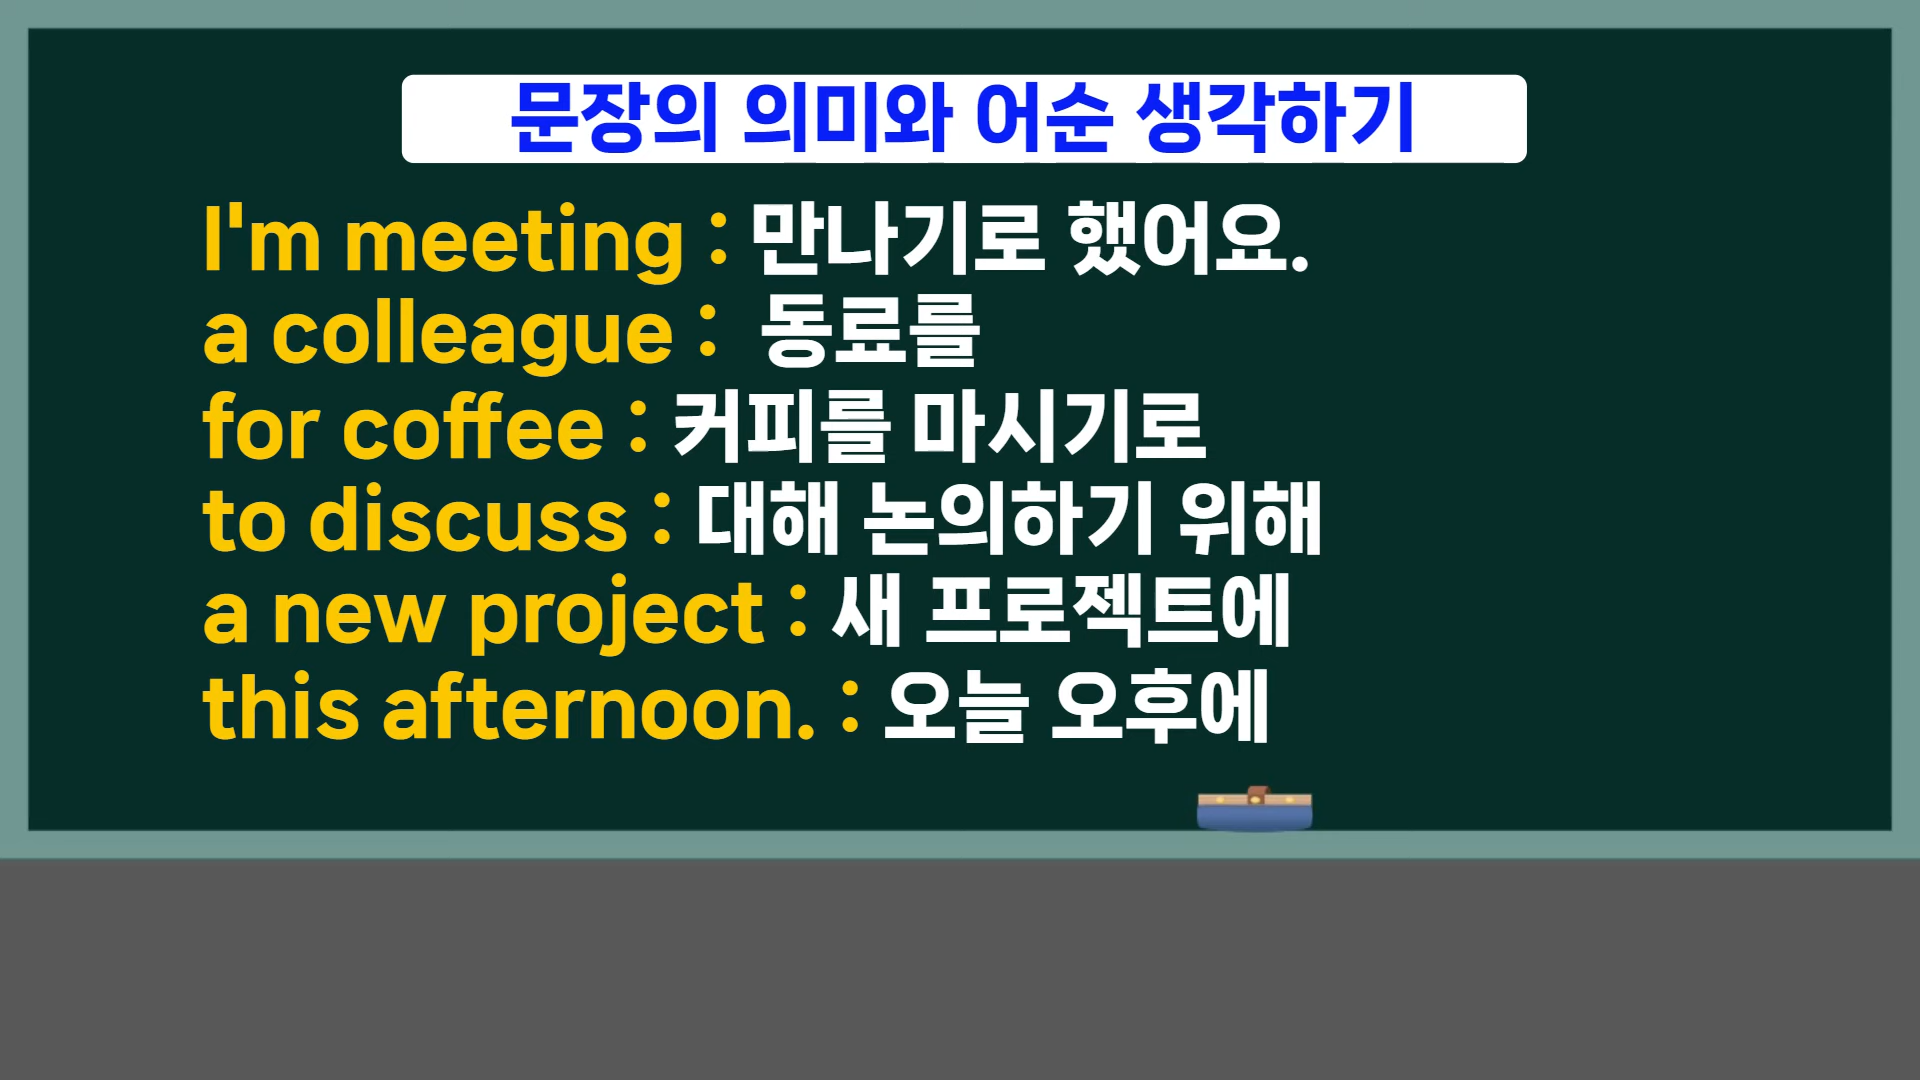 문장의 의미와 어순 생각하기
I'm meeting : 만나기로 했어요.
a colleague : 동료를
for coffee : 커피를 마시기로
to discuss : 대해 논의하기 위해
a new project : 새 프로젝트에
this afternoon. : 오늘 오후에